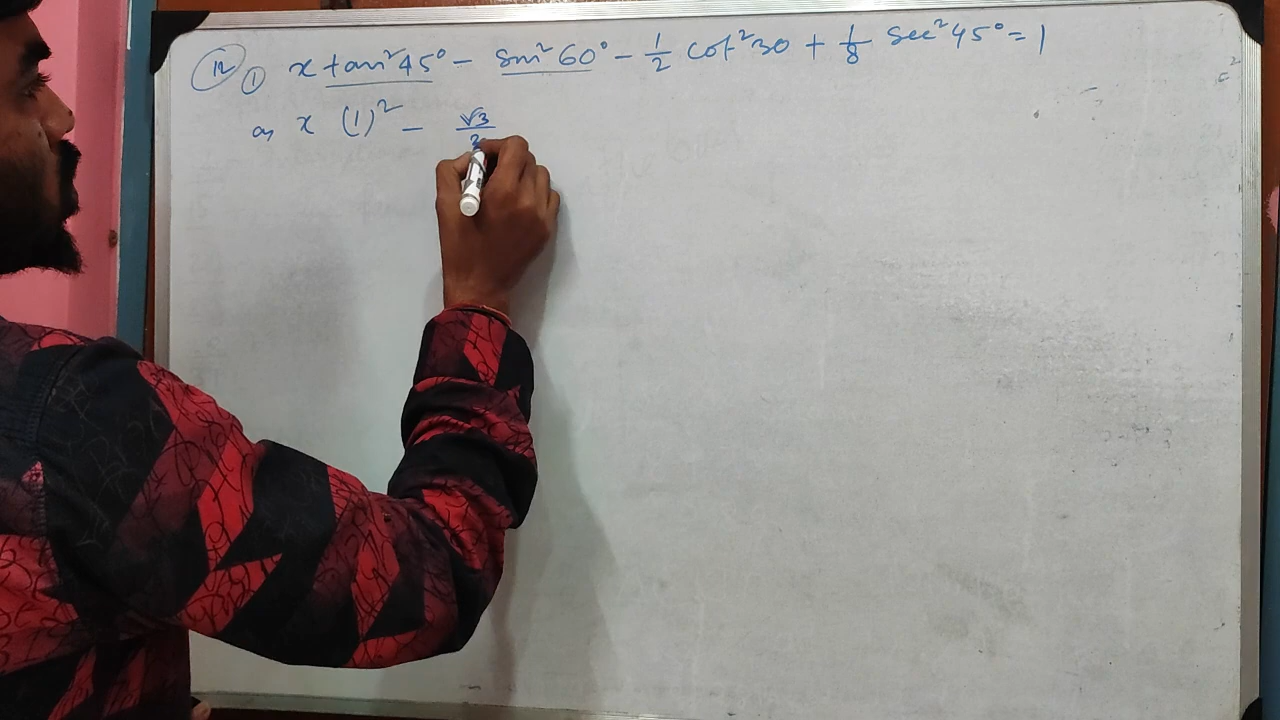 (12) (1) x tan²45° - sin²60° - 1/2 cot²30 + 1/8 sec²45° = 1
x (1)² - √3/2